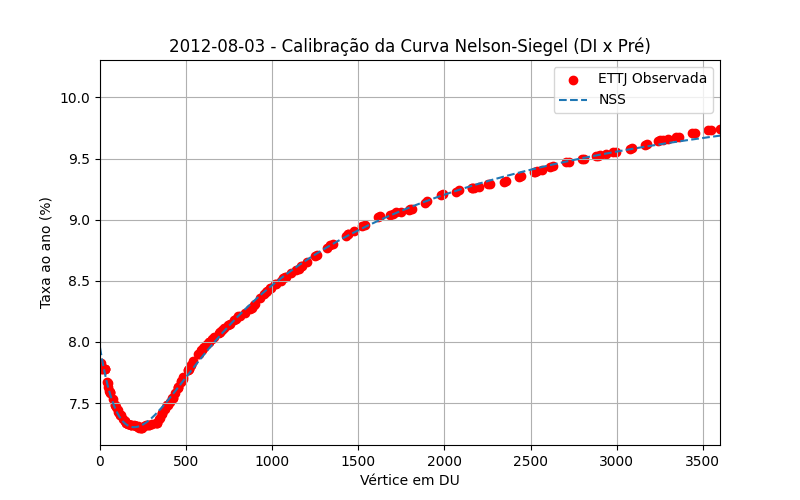 2012-08-03 - Calibração da Curva Nelson-Siegel (DI x Pré)
ETTJ Observada
NSS
Taxa ao ano (%)
10.0
9.5
9.0
8.5
8.0
7.5
0 500 1000 1500 2000 2500 3000 3500
Vértice em DU